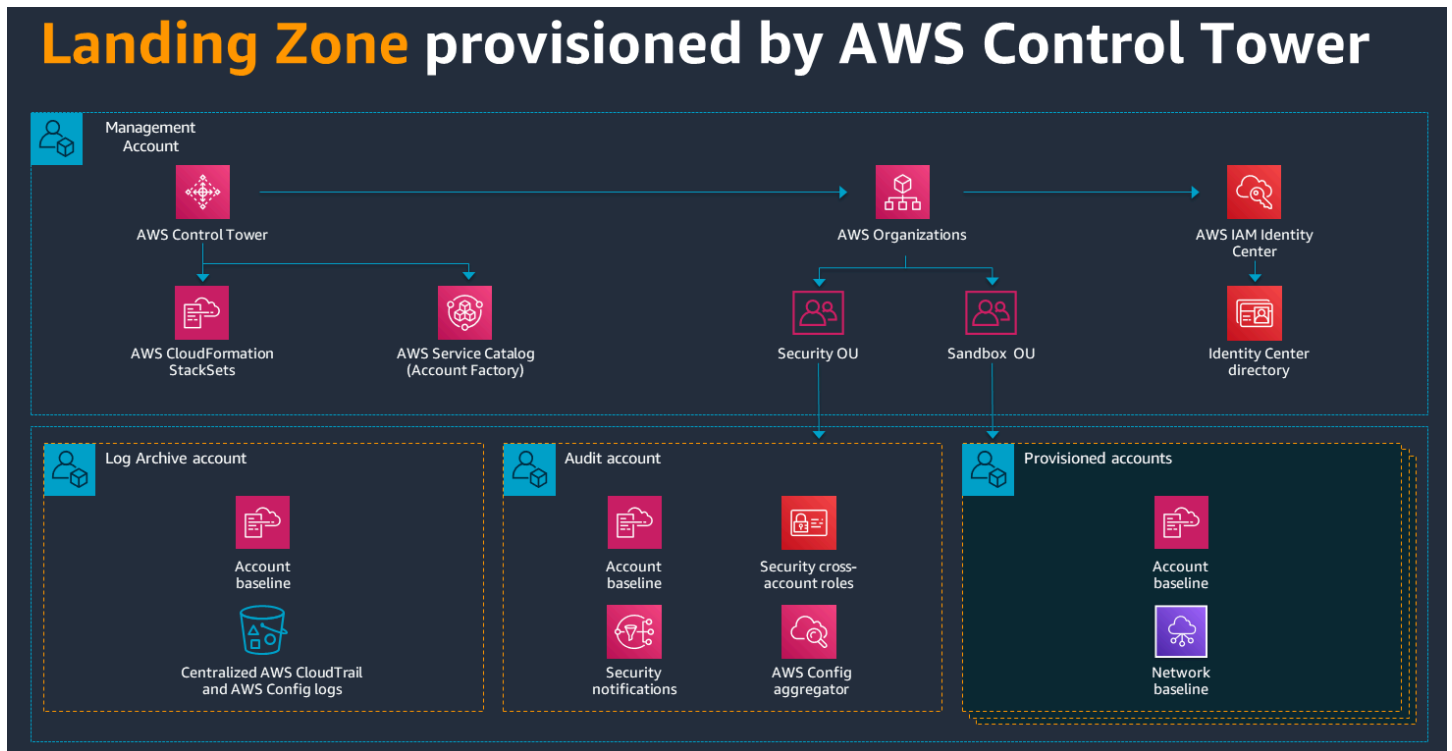 Landing Zone provisioned by AWS Control Tower
Management
Account
AWS Control Tower
AWS Organizations
AWS IAM Identity
Center
AWS CloudFormation
StackSets
AWS Service Catalog
(Account Factory)
Security OU
Sandbox OU
Identity Center
directory
Log Archive account
Account
baseline
Centralized AWS CloudTrail
and AWS Config logs
Audit account
Account
baseline
Security cross-
account roles
Security
notifications
AWS Config
aggregator
Provisioned accounts
Account
baseline
Network
baseline